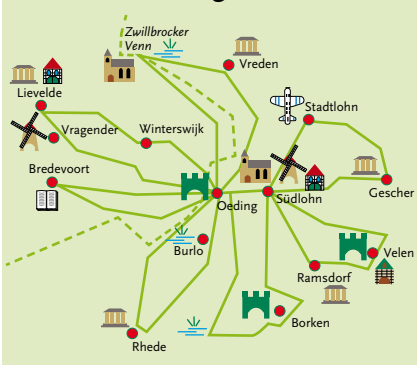 Zwillbrocker
Venn
Vreden
Lievelde
Stadtlohn
Vragender
Winterswijk
Bredevoort
Gescher
Oeding
Südlohn
Burlo
Velen
Ramsdorf
Borken
Rhede